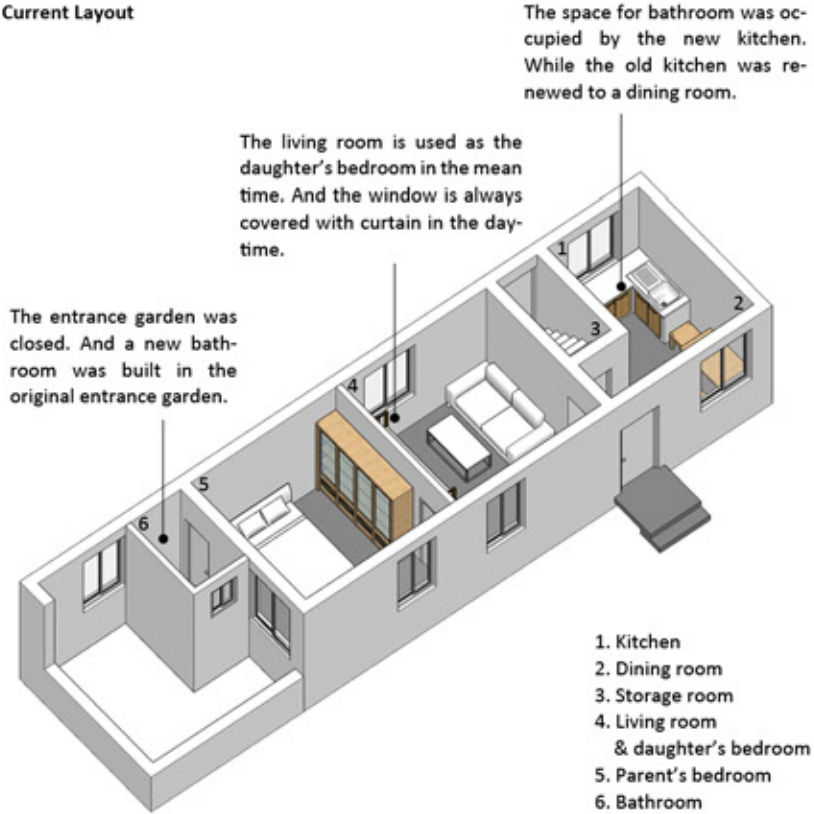 Current Layout
The space for bathroom was oc-
cupied by the new kitchen.
While the old kitchen was re-
newed to a dining room.
The living room is used as the
daughter's bedroom in the mean
time. And the window is always
covered with curtain in the day-
time.
The entrance garden was
closed. And a new bath-
room was built in the
original entrance garden.
1
2
3
4
5
6
1. Kitchen
2. Dining room
3. Storage room
4. Living room
& daughter's bedroom
5. Parent's bedroom
6. Bathroom